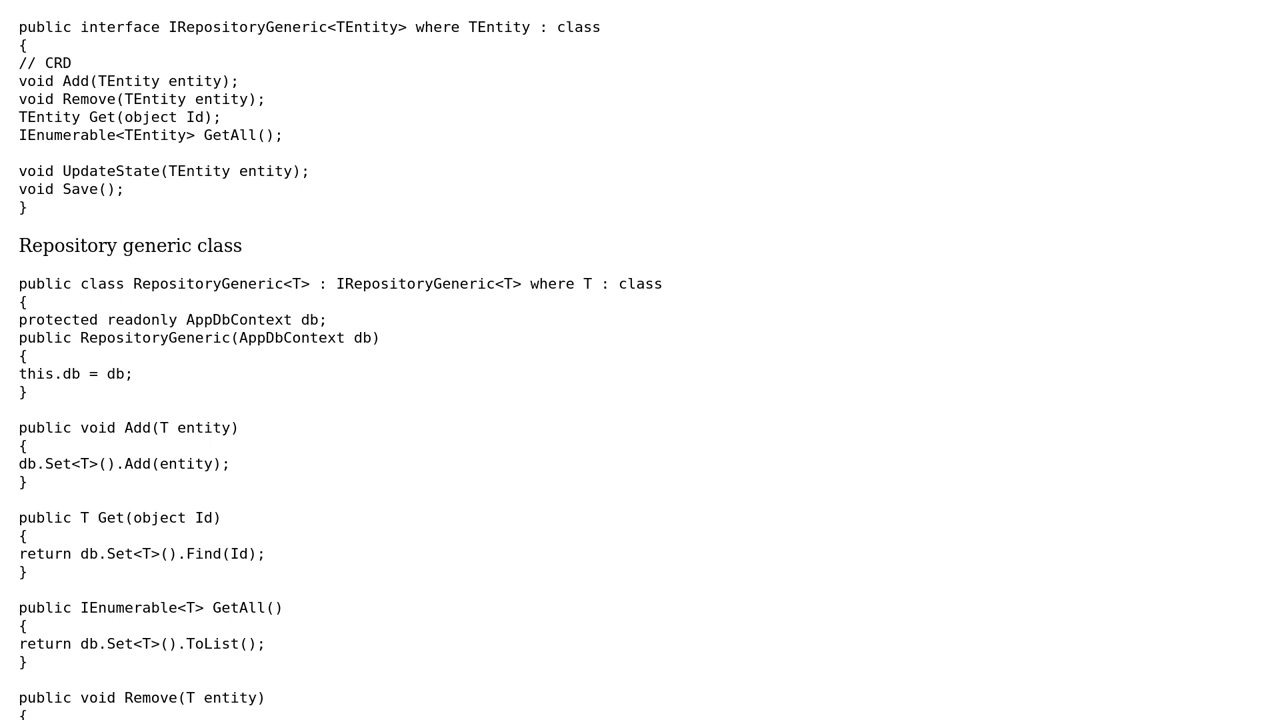 public interface IRepositoryGeneric<TEntity> where TEntity : class
{
// CRD
void Add(TEntity entity);
void Remove(TEntity entity);
TEntity Get(object Id);
IEnumerable<TEntity> GetAll();

void UpdateState(TEntity entity);
void Save();
}

Repository generic class

public class RepositoryGeneric<T> : IRepositoryGeneric<T> where T : class
{
protected readonly AppDbContext db;
public RepositoryGeneric(AppDbContext db)
{
this.db = db;
}

public void Add(T entity)
{
db.Set<T>().Add(entity);
}

public T Get(object Id)
{
return db.Set<T>().Find(Id);
}

public IEnumerable<T> GetAll()
{
return db.Set<T>().ToList();
}

public void Remove(T entity)
{